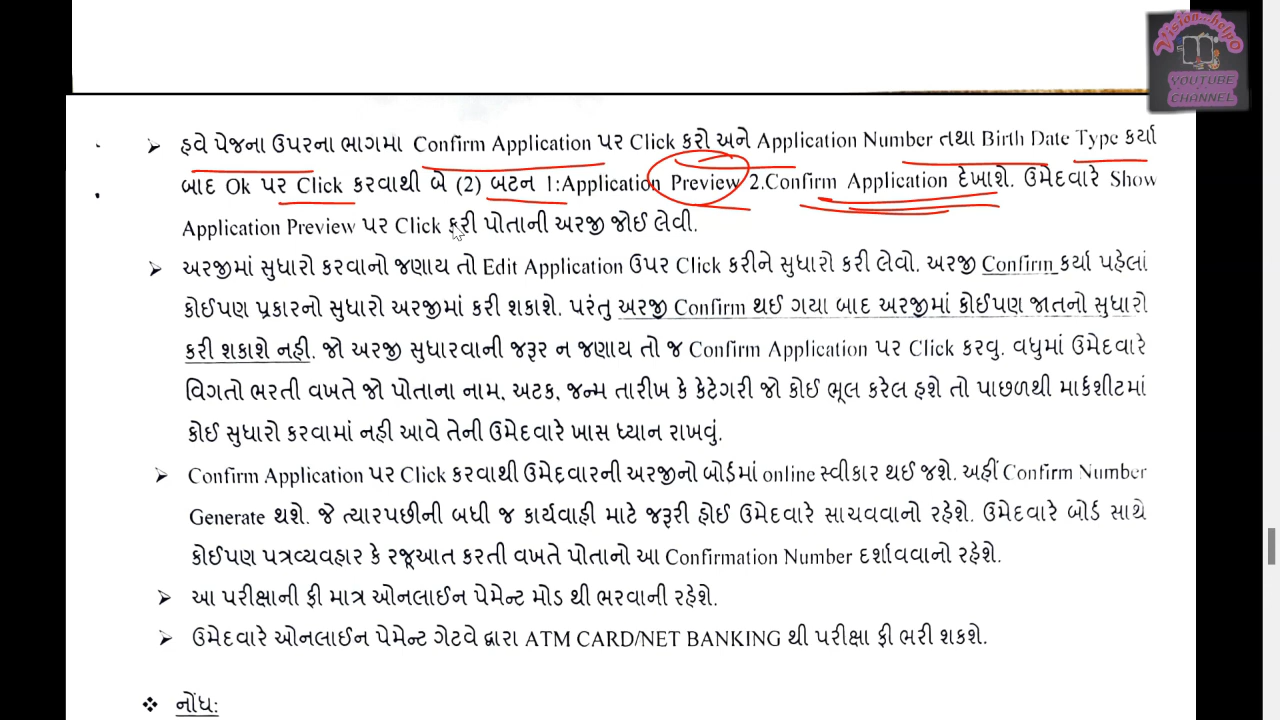 Vision...helpO
YOUTUBE
CHANNEL
➢ હવે પેજના ઉપરના ભાગમા Confirm Application પર Click કરો અને Application Number તથા Birth Date Type કર્યા
બાદ Ok પર Click કરવાથી બે (2) બટન 1:Application Preview 2.Confirm Application દેખાશે. ઉમેદવારે Show
Application Preview પર Click કરી પોતાની અરજી જોઈ લેવી.
➢ અરજીમાં સુધારો કરવાનો જણાય તો Edit Application ઉપર Click કરીને સુધારો કરી લેવો. અરજી Confirm કર્યા પહેલાં
કોઈપણ પ્રકારનો સુધારો અરજીમાં કરી શકાશે. પરંતુ અરજી Confirm થઈ ગયા બાદ અરજીમાં કોઈપણ જાતનો સુધારો
કરી શકાશે નહી. જો અરજી સુધારવાની જરૂર ન જણાય તો જ Confirm Application પર Click કરવુ. વધુમાં ઉમેદવારે
વિગતો ભરતી વખતે જો પોતાના નામ, અટક, જન્મ તારીખ કે કેટેગરી જો કોઈ ભૂલ કરેલ હશે તો પાછળથી માર્કશીટમાં
કોઈ સુધારો કરવામાં નહી આવે તેની ઉમેદવારે ખાસ ધ્યાન રાખવું.
➢ Confirm Application પર Click કરવાથી ઉમેદવારની અરજીનો બોર્ડમાં online સ્વીકાર થઈ જશે. અહીં Confirm Number
Generate થશે. જે ત્યારપછીની બધી જ કાર્યવાહી માટે જરૂરી હોઈ ઉમેદવારે સાચવવાનો રહેશે. ઉમેદવારે બોર્ડ સાથે
કોઈપણ પત્રવ્યવહાર કે રજૂઆત કરતી વખતે પોતાનો આ Confirmation Number દર્શાવવાનો રહેશે.
➢ આ પરીક્ષાની ફી માત્ર ઓનલાઈન પેમેન્ટ મોડ થી ભરવાની રહેશે.
➢ ઉમેદવારે ઓનલાઈન પેમેન્ટ ગેટવે દ્વારા ATM CARD/NET BANKING થી પરીક્ષા ફી ભરી શકશે.
❖ નોંધ: